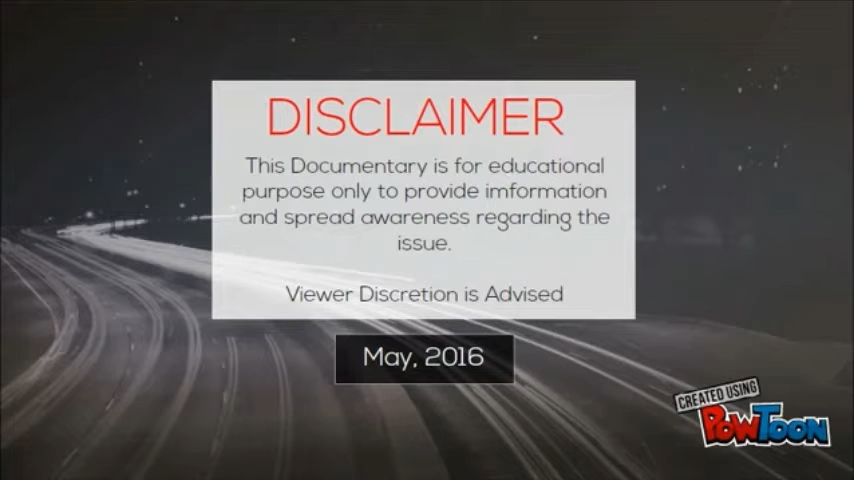 DISCLAIMER
This Documentary is for educational
purpose only to provide imformation
and spread awareness regarding the
issue.
Viewer Discretion is Advised
May, 2016
CREATED USING
POWTOON